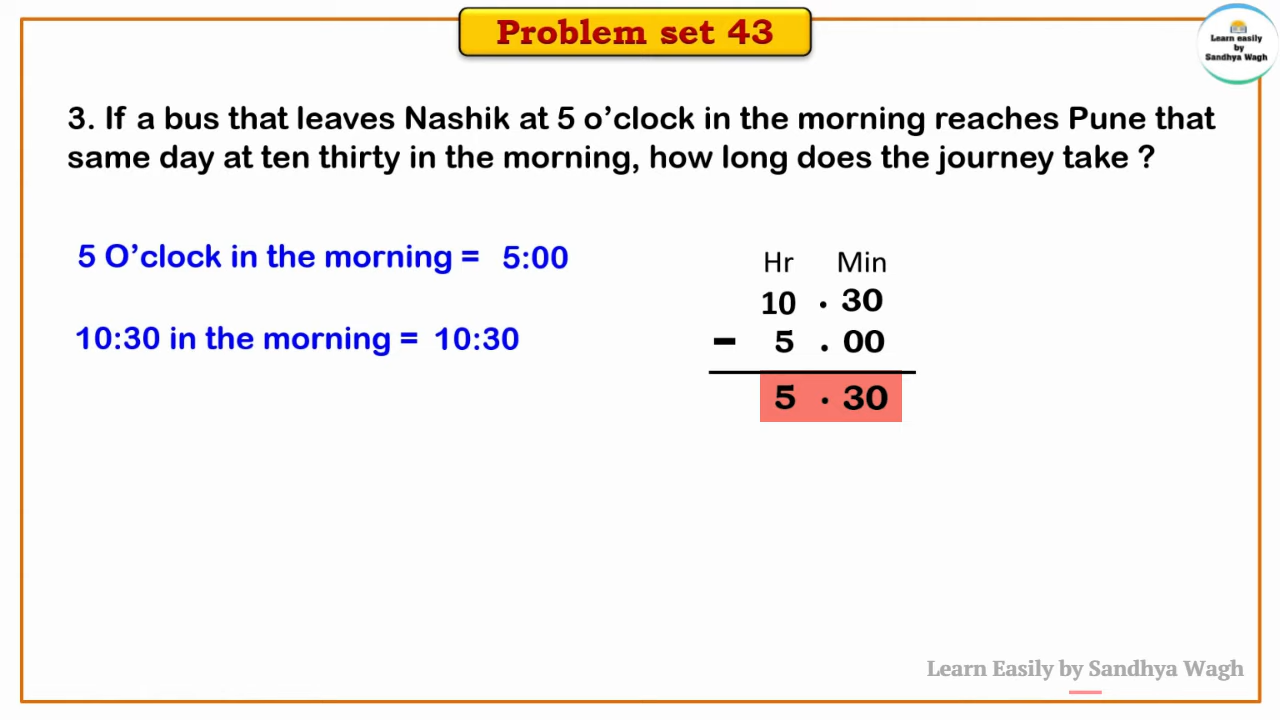 Problem set 43
Learn easily
by
Sandhya Wagh
3. If a bus that leaves Nashik at 5 o’clock in the morning reaches Pune that
same day at ten thirty in the morning, how long does the journey take ?
5 O’clock in the morning = 5:00
10:30 in the morning = 10:30
Hr Min
10 . 30
- 5 . 00
5 . 30
Learn Easily by Sandhya Wagh